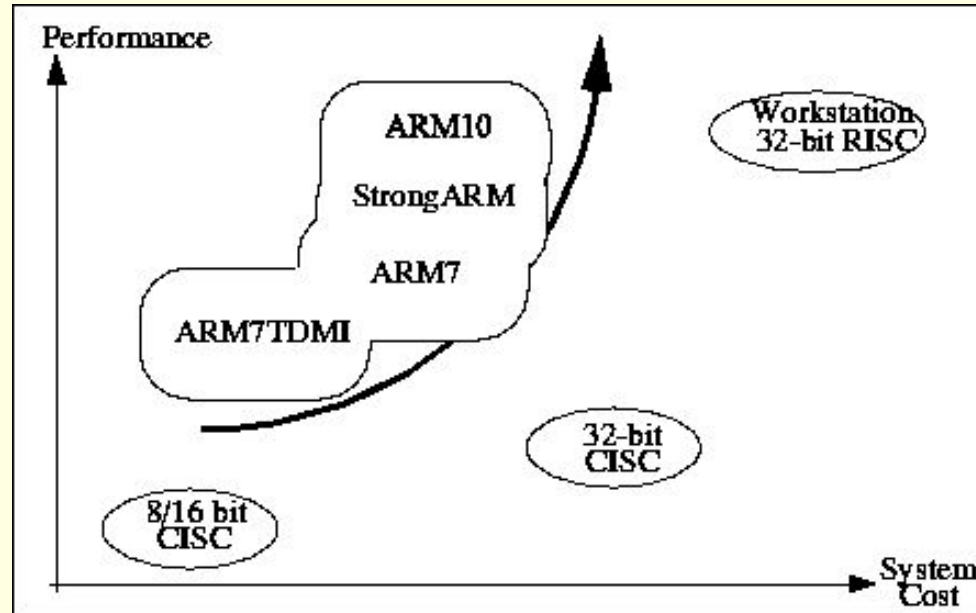 Performance
ARM10
Workstation
32-bit RISC
StrongARM
ARM7
ARM7TDMI
32-bit
CISC
8/16 bit
CISC
System
Cost